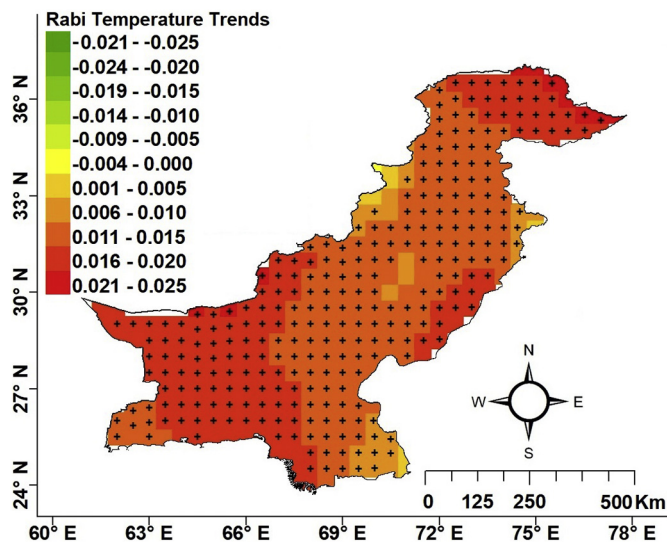 Rabi Temperature Trends
-0.021 - -0.025
-0.024 - -0.020
-0.019 - -0.015
-0.014 - -0.010
-0.009 - -0.005
-0.004 - 0.000
0.001 - 0.005
0.006 - 0.010
0.011 - 0.015
0.016 - 0.020
0.021 - 0.025
36° N
33° N
30° N
27° N
24° N
N
W E
S
0 125 250 500 Km
60° E 63° E 66° E 69° E 72° E 75° E 78° E